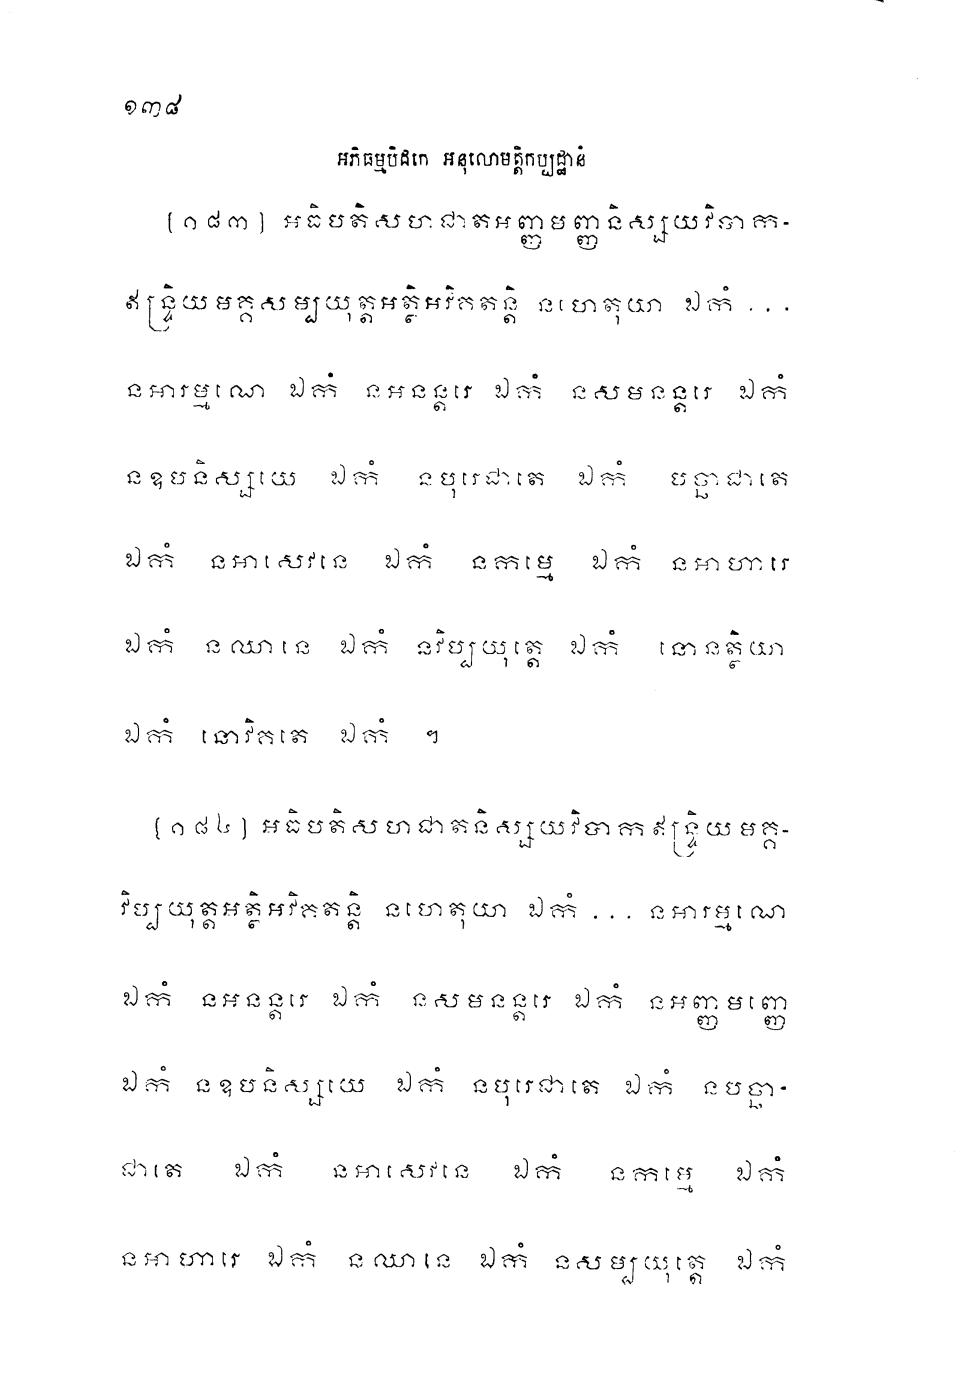 ១៣៨
អភិធម្មបិដកេ អនុលោមត្តិកប្បដ្ឋានំ
[១៨៣] អធិបតិសហជាតអញ្ញមញ្ញនិស្សយវិបាក-
ឥន្ទ្រិយមគ្គសម្បយុត្តអត្ថិអវិគតន្តិ នហេតុយា ឯកំ ...
នអារម្មណេ ឯកំ នអនន្តរេ ឯកំ នសមនន្តរេ ឯកំ
នឧបនិស្សយេ ឯកំ នបុរេជាតេ ឯកំ បច្ឆាជាតេ
ឯកំ នអាសេវនេ ឯកំ នកម្មេ ឯកំ នអាហារេ
ឯកំ នឈានេ ឯកំ នវិប្បយុត្តេ ឯកំ នោនត្ថិយា
ឯកំ នោវិគតេ ឯកំ ។
[១៨៤] អធិបតិសហជាតនិស្សយវិបាកឥន្ទ្រិយមគ្គ-
វិប្បយុត្តអត្ថិអវិគតន្តិ នហេតុយា ឯកំ ... នអារម្មណេ
ឯកំ នអនន្តរេ ឯកំ នសមនន្តរេ ឯកំ នអញ្ញមញ្ញេ
ឯកំ នឧបនិស្សយេ ឯកំ នបុរេជាតេ ឯកំ នបច្ឆា-
ជាតេ ឯកំ នអាសេវនេ ឯកំ នកម្មេ ឯកំ
នអាហារេ ឯកំ នឈានេ ឯកំ នសម្បយុត្តេ ឯកំ